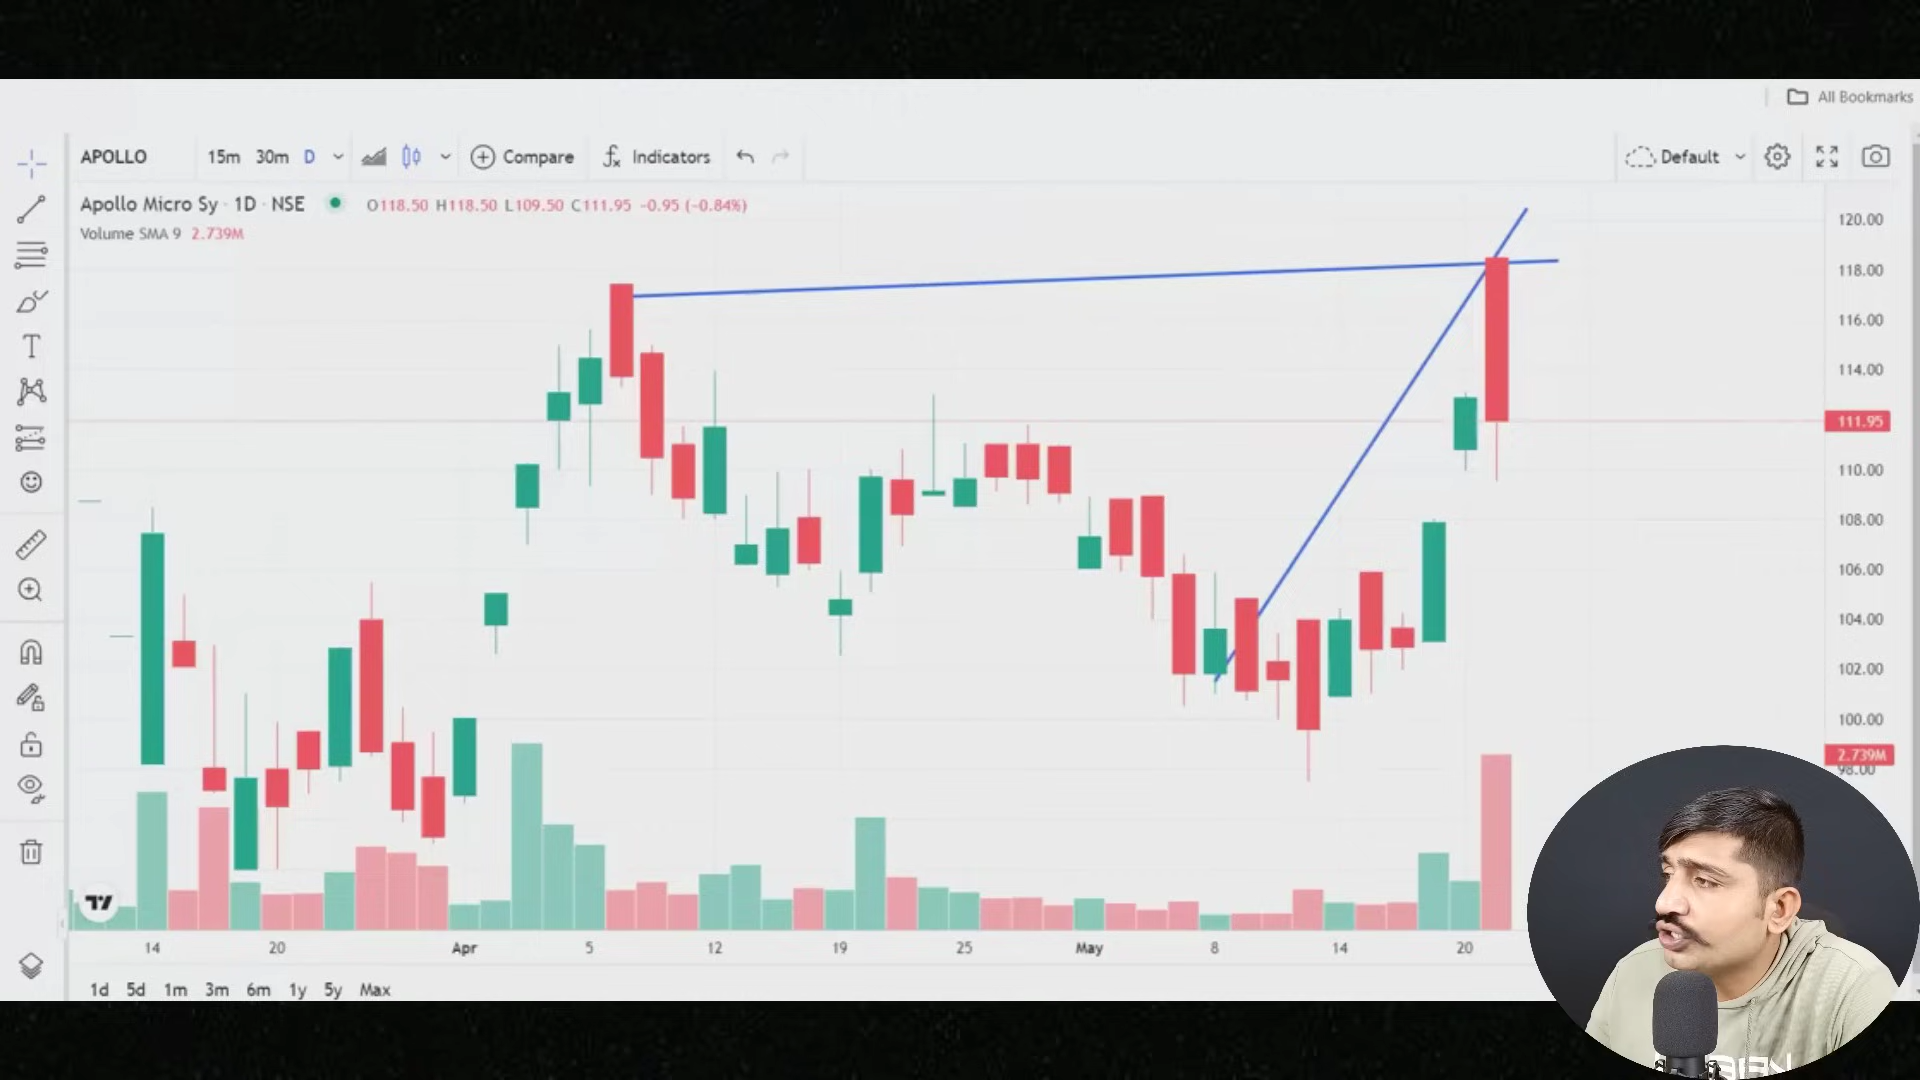 All Bookmarks
APOLLO 15m 30m D Compare Indicators Default
Apollo Micro Sy · 1D · NSE O118.50 H118.50 L109.50 C111.95 -0.95 (-0.84%)
Volume SMA 9 2.739M
120.00
118.00
116.00
114.00
111.95
110.00
108.00
106.00
104.00
102.00
100.00
2.739M
98.00
14 20 Apr 5 12 19 25 May 8 14 20
1d 5d 1m 3m 6m 1y 5y Max